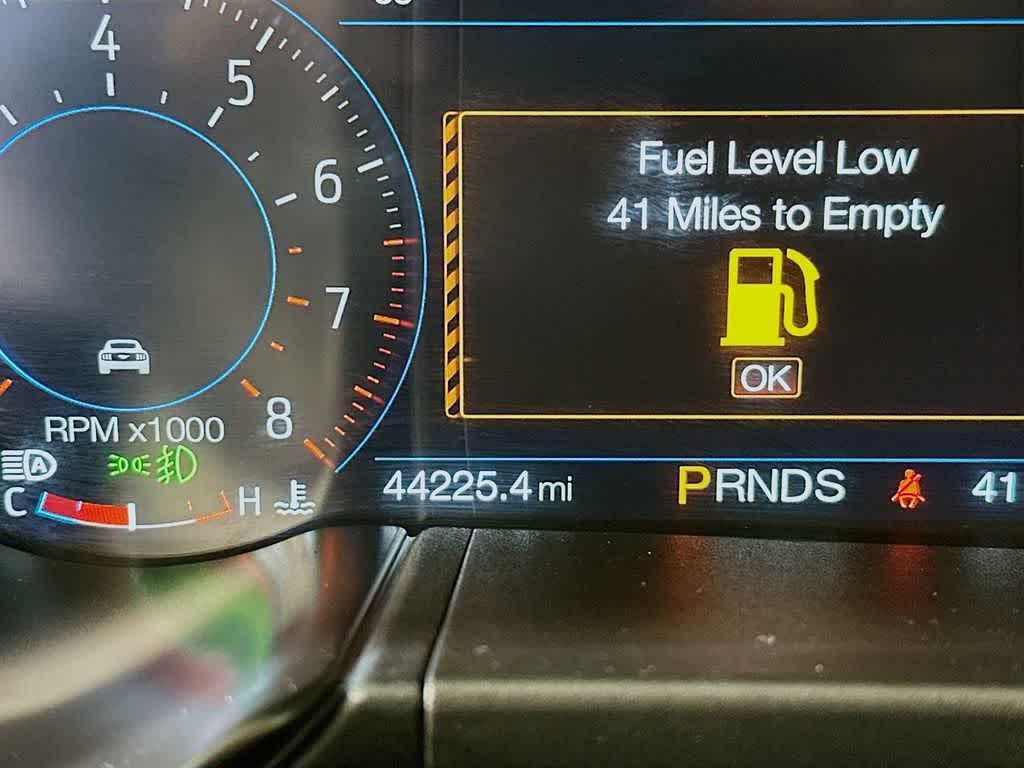 4
5
6
7
8
RPM x1000
A
C
H
Fuel Level Low
41 Miles to Empty
OK
44225.4 mi
PRNDS
41